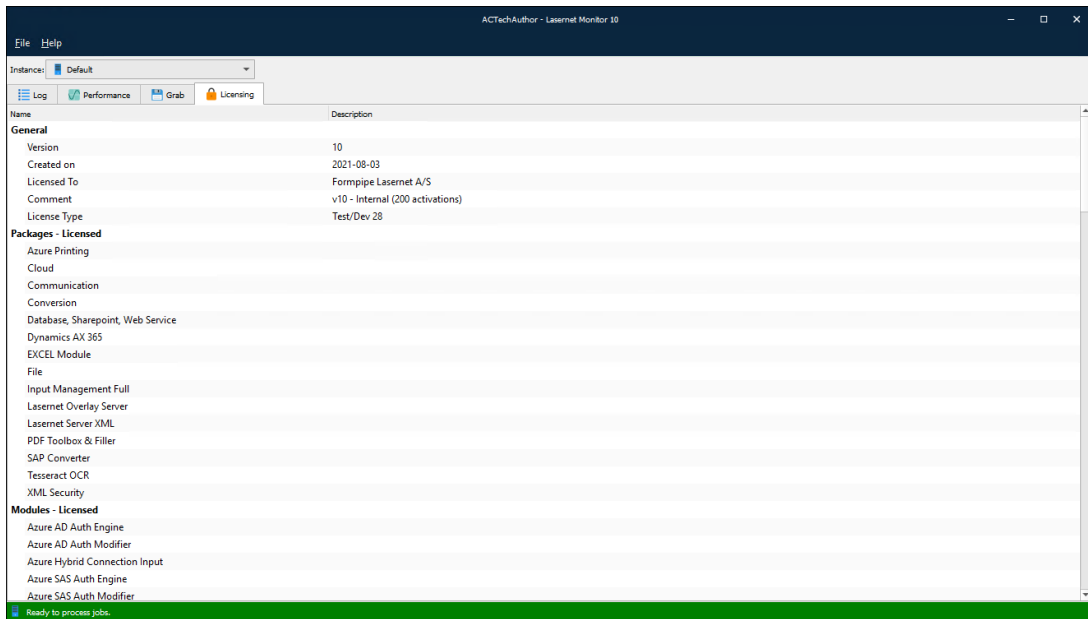 ACTechAuthor - Lasernet Monitor 10
File Help
Instance: Default
Log Performance Grab Licensing
Name Description
General
Version 10
Created on 2021-08-03
Licensed To Formpipe Lasernet A/S
Comment v10 - Internal (200 activations)
License Type Test/Dev 28
Packages - Licensed
Azure Printing
Cloud
Communication
Conversion
Database, Sharepoint, Web Service
Dynamics AX 365
EXCEL Module
File
Input Management Full
Lasernet Overlay Server
Lasernet Server XML
PDF Toolbox & Filler
SAP Converter
Tesseract OCR
XML Security
Modules - Licensed
Azure AD Auth Engine
Azure AD Auth Modifier
Azure Hybrid Connection Input
Azure SAS Auth Engine
Azure SAS Auth Modifier
Ready to process jobs.